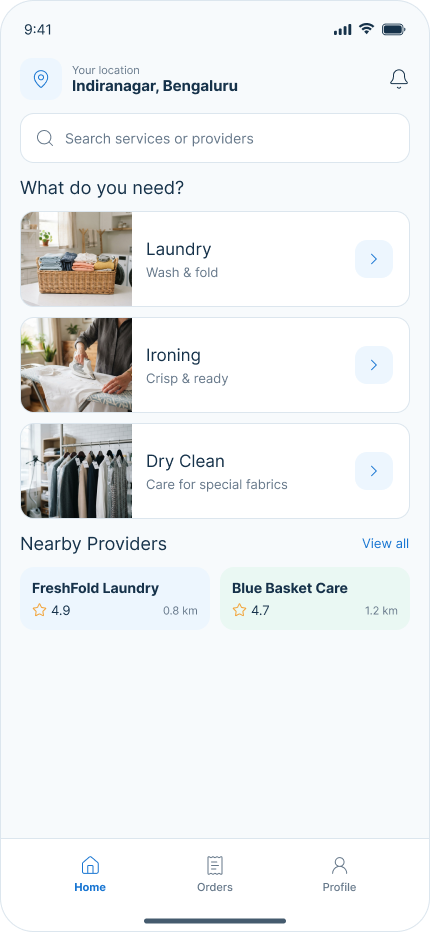 9:41
Your location
Indiranagar, Bengaluru
Search services or providers
What do you need?
Laundry
Wash & fold
Ironing
Crisp & ready
Dry Clean
Care for special fabrics
Nearby Providers
View all
FreshFold Laundry
4.9
0.8 km
Blue Basket Care
4.7
1.2 km
Home
Orders
Profile